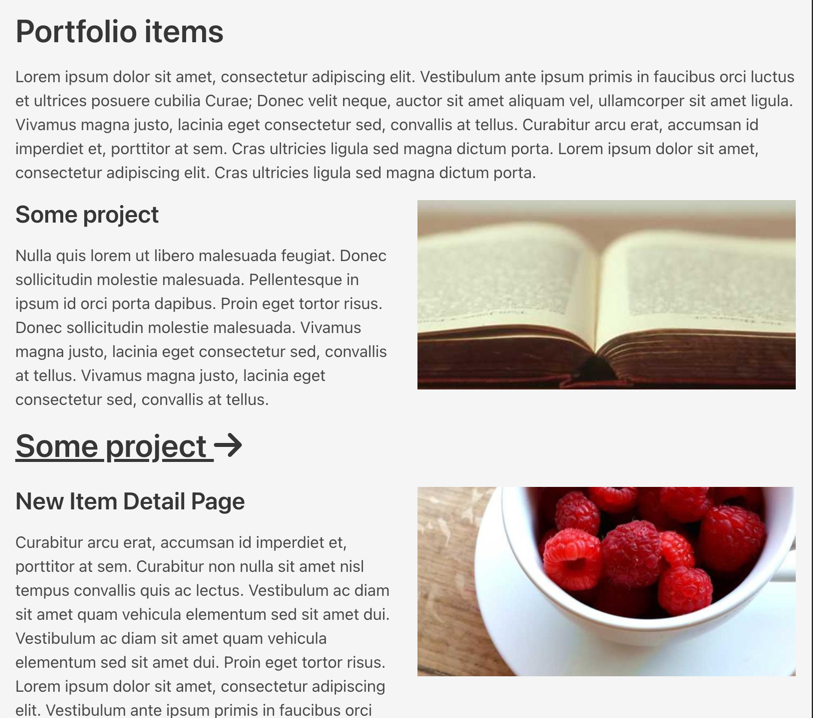 Portfolio items
Lorem ipsum dolor sit amet, consectetur adipiscing elit. Vestibulum ante ipsum primis in faucibus orci luctus
et ultrices posuere cubilia Curae; Donec velit neque, auctor sit amet aliquam vel, ullamcorper sit amet ligula.
Vivamus magna justo, lacinia eget consectetur sed, convallis at tellus. Curabitur arcu erat, accumsan id
imperdiet et, porttitor at sem. Cras ultricies ligula sed magna dictum porta. Lorem ipsum dolor sit amet,
consectetur adipiscing elit. Cras ultricies ligula sed magna dictum porta.
Some project
Nulla quis lorem ut libero malesuada feugiat. Donec
sollicitudin molestie malesuada. Pellentesque in
ipsum id orci porta dapibus. Proin eget tortor risus.
Donec sollicitudin molestie malesuada. Vivamus
magna justo, lacinia eget consectetur sed, convallis
at tellus. Vivamus magna justo, lacinia eget
consectetur sed, convallis at tellus.
Some project →
New Item Detail Page
Curabitur arcu erat, accumsan id imperdiet et,
porttitor at sem. Curabitur non nulla sit amet nisl
tempus convallis quis ac lectus. Vestibulum ac diam
sit amet quam vehicula elementum sed sit amet dui.
Vestibulum ac diam sit amet quam vehicula
elementum sed sit amet dui. Proin eget tortor risus.
Lorem ipsum dolor sit amet, consectetur adipiscing
elit. Vestibulum ante ipsum primis in faucibus orci